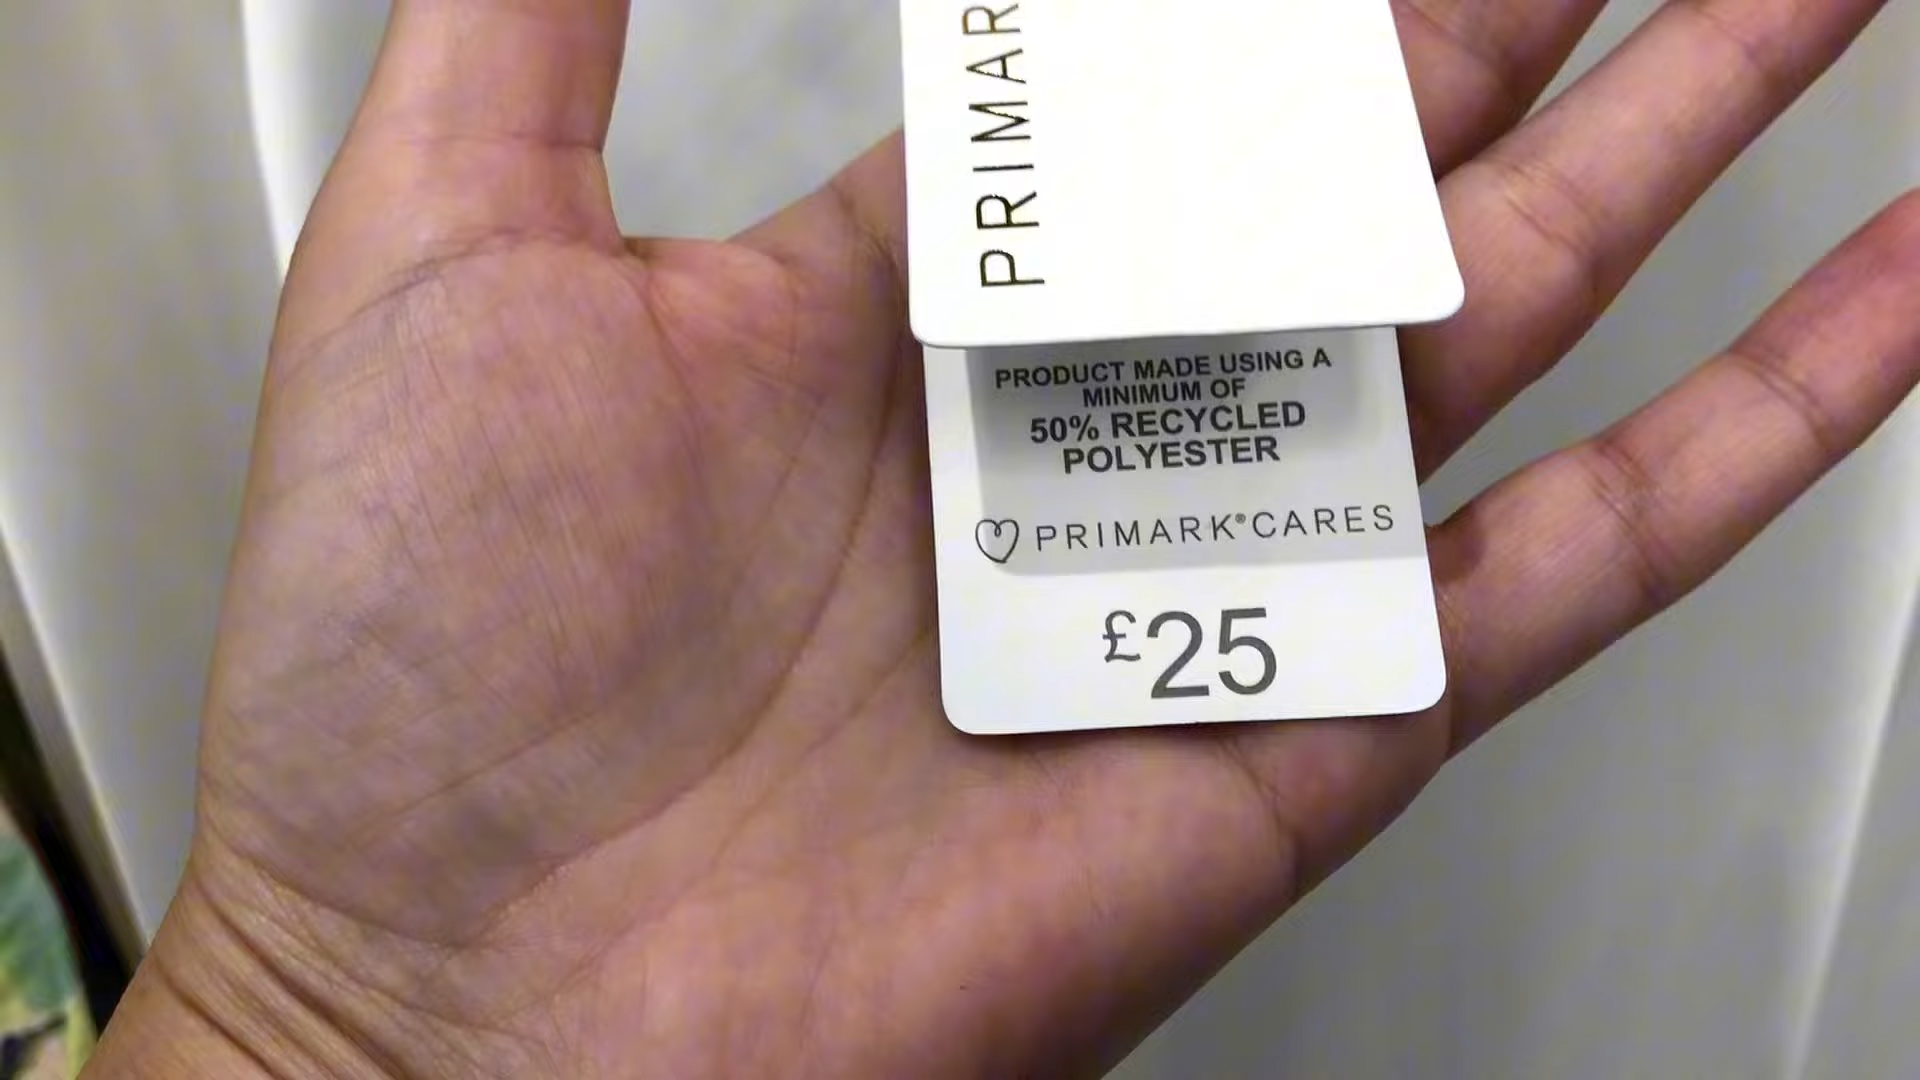 PRIMAR
PRODUCT MADE USING A
MINIMUM OF
50% RECYCLED
POLYESTER
PRIMARK®CARES
£25